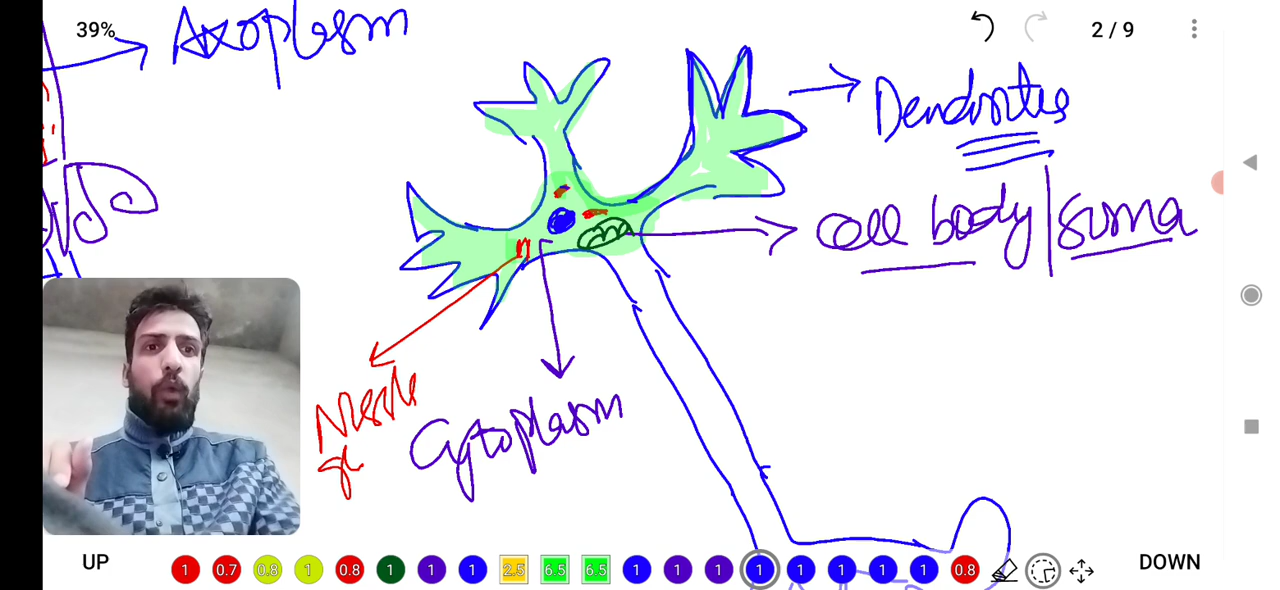 39%
Axoplasm
2 / 9
Dendrites
Cell body/Suma
Cytoplasm
UP
1 0.7 0.8 1 0.8 1 1 1 2.5 6.5 6.5 1 1 1 1 1 1 1 1 0.8
DOWN